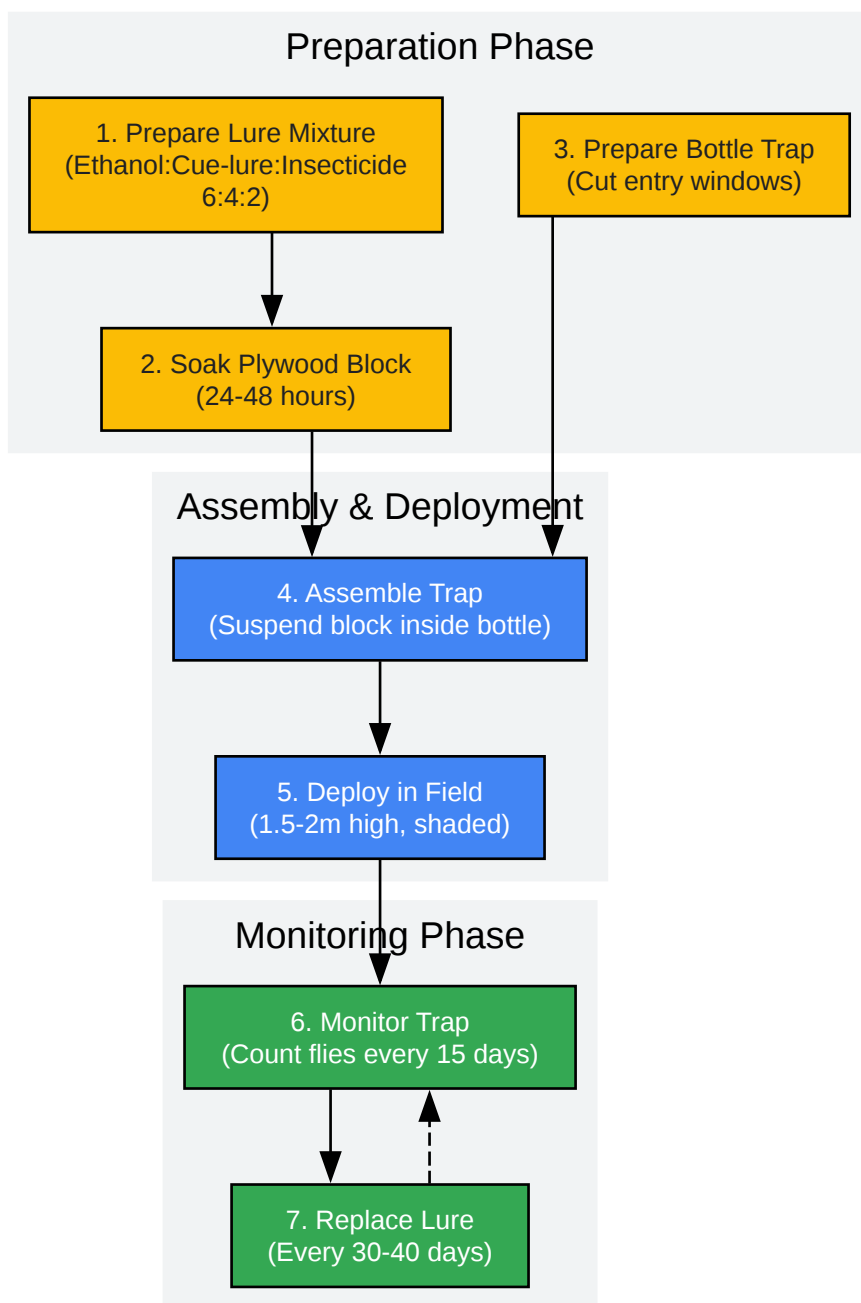 Preparation Phase
1. Prepare Lure Mixture
(Ethanol:Cue-lure:Insecticide
6:4:2)
3. Prepare Bottle Trap
(Cut entry windows)
2. Soak Plywood Block
(24-48 hours)
Assembly & Deployment
4. Assemble Trap
(Suspend block inside bottle)
5. Deploy in Field
(1.5-2m high, shaded)
Monitoring Phase
6. Monitor Trap
(Count flies every 15 days)
7. Replace Lure
(Every 30-40 days)